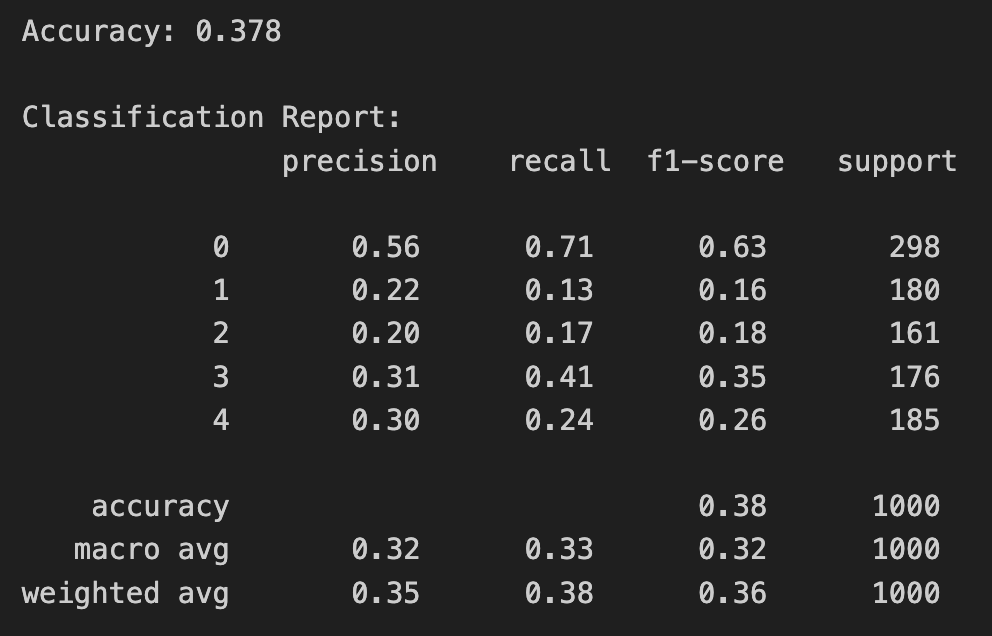 Accuracy: 0.378
Classification Report:
precision recall f1-score support
0 0.56 0.71 0.63 298
1 0.22 0.13 0.16 180
2 0.20 0.17 0.18 161
3 0.31 0.41 0.35 176
4 0.30 0.24 0.26 185
accuracy 0.38 1000
macro avg 0.32 0.33 0.32 1000
weighted avg 0.35 0.38 0.36 1000